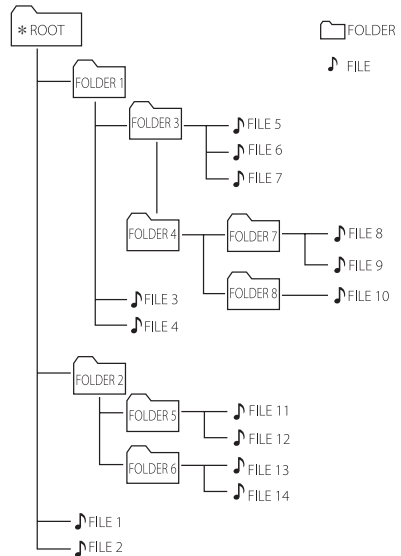 * ROOT
FOLDER
FILE
FOLDER 1
FOLDER 3
FILE 5
FILE 6
FILE 7
FOLDER 4
FOLDER 7
FILE 8
FILE 9
FOLDER 8
FILE 10
FILE 3
FILE 4
FOLDER 2
FOLDER 5
FILE 11
FILE 12
FOLDER 6
FILE 13
FILE 14
FILE 1
FILE 2